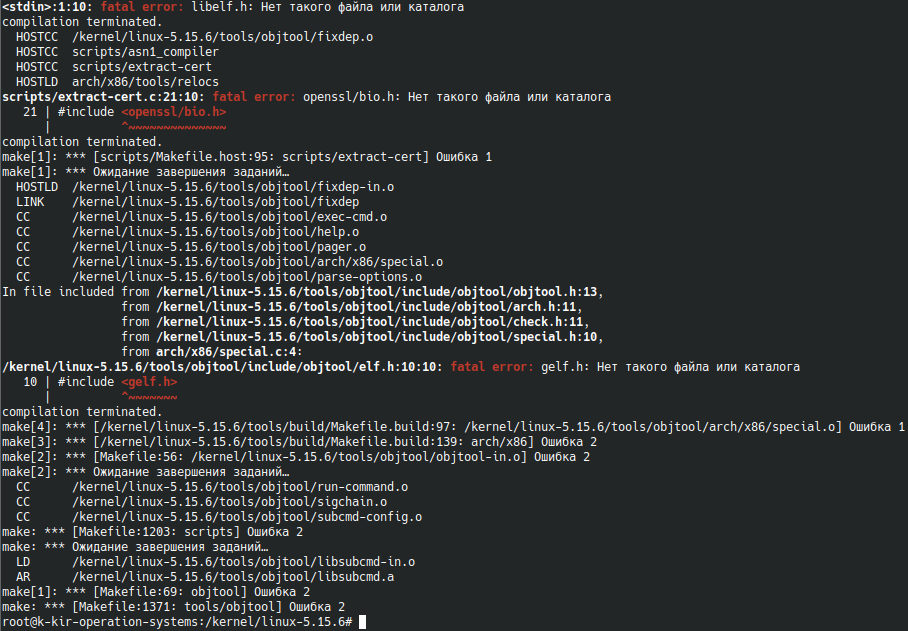 <stdin>:1:10: fatal error: libelf.h: Нет такого файла или каталога
compilation terminated.
  HOSTCC  /kernel/linux-5.15.6/tools/objtool/fixdep.o
  HOSTCC  scripts/asn1_compiler
  HOSTCC  scripts/extract-cert
  HOSTLD  arch/x86/tools/relocs
scripts/extract-cert.c:21:10: fatal error: openssl/bio.h: Нет такого файла или каталога
   21 | #include <openssl/bio.h>
      |          ^~~~~~~~~~~~~~~
compilation terminated.
make[1]: *** [scripts/Makefile.host:95: scripts/extract-cert] Ошибка 1
make[1]: *** Ожидание завершения заданий…
  HOSTLD  /kernel/linux-5.15.6/tools/objtool/fixdep-in.o
  LINK    /kernel/linux-5.15.6/tools/objtool/fixdep
  CC      /kernel/linux-5.15.6/tools/objtool/exec-cmd.o
  CC      /kernel/linux-5.15.6/tools/objtool/help.o
  CC      /kernel/linux-5.15.6/tools/objtool/pager.o
  CC      /kernel/linux-5.15.6/tools/objtool/arch/x86/special.o
  CC      /kernel/linux-5.15.6/tools/objtool/parse-options.o
In file included from /kernel/linux-5.15.6/tools/objtool/include/objtool/objtool.h:13,
                 from /kernel/linux-5.15.6/tools/objtool/include/objtool/arch.h:11,
                 from /kernel/linux-5.15.6/tools/objtool/include/objtool/check.h:11,
                 from /kernel/linux-5.15.6/tools/objtool/include/objtool/special.h:10,
                 from arch/x86/special.c:4:
/kernel/linux-5.15.6/tools/objtool/include/objtool/elf.h:10:10: fatal error: gelf.h: Нет такого файла или каталога
   10 | #include <gelf.h>
      |          ^~~~~~~~
compilation terminated.
make[4]: *** [/kernel/linux-5.15.6/tools/build/Makefile.build:97: /kernel/linux-5.15.6/tools/objtool/arch/x86/special.o] Ошибка 1
make[3]: *** [/kernel/linux-5.15.6/tools/build/Makefile.build:139: arch/x86] Ошибка 2
make[2]: *** [Makefile:56: /kernel/linux-5.15.6/tools/objtool/objtool-in.o] Ошибка 2
make[2]: *** Ожидание завершения заданий…
  CC      /kernel/linux-5.15.6/tools/objtool/run-command.o
  CC      /kernel/linux-5.15.6/tools/objtool/sigchain.o
  CC      /kernel/linux-5.15.6/tools/objtool/subcmd-config.o
make: *** [Makefile:1203: scripts] Ошибка 2
make: *** Ожидание завершения заданий…
  LD      /kernel/linux-5.15.6/tools/objtool/libsubcmd-in.o
  AR      /kernel/linux-5.15.6/tools/objtool/libsubcmd.a
make[1]: *** [Makefile:69: objtool] Ошибка 2
make: *** [Makefile:1371: tools/objtool] Ошибка 2
root@k-kir-operation-systems:/kernel/linux-5.15.6#